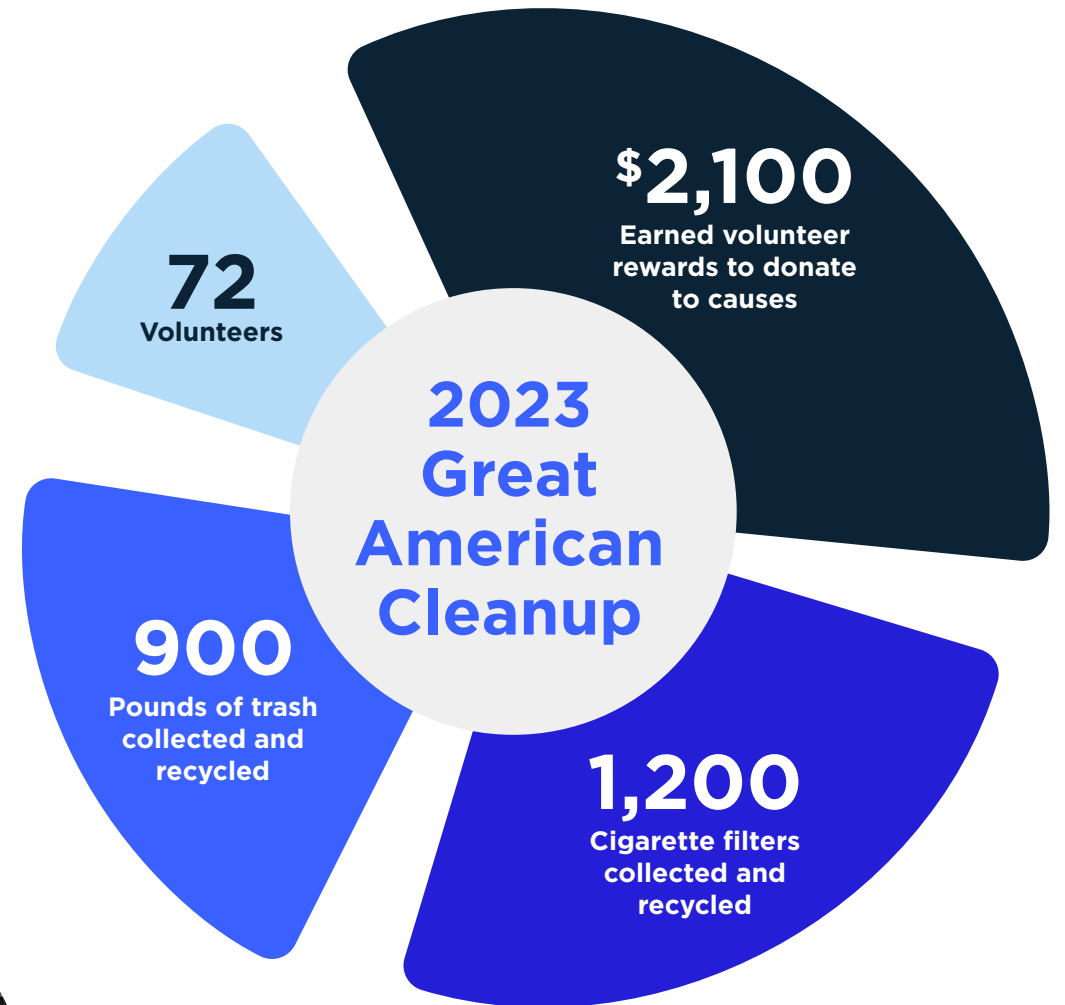 2023
Great
American
Cleanup
$2,100
Earned volunteer
rewards to donate
to causes
1,200
Cigarette filters
collected and
recycled
900
Pounds of trash
collected and
recycled
72
Volunteers